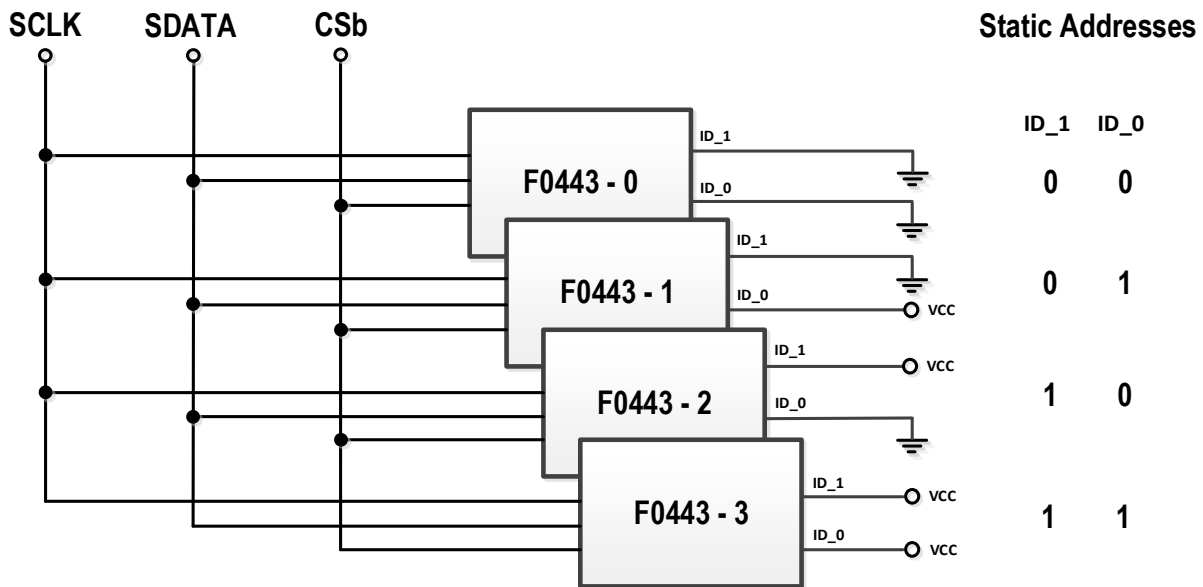 SCLK SDATA CSb Static Addresses
ID_1 ID_0
ID_1
F0443 - 0
0 0
ID_0
ID_1
F0443 - 1
0 1
ID_0
VCC
ID_1
VCC
F0443 - 2
1 0
ID_0
ID_1
VCC
F0443 - 3
1 1
ID_0
VCC